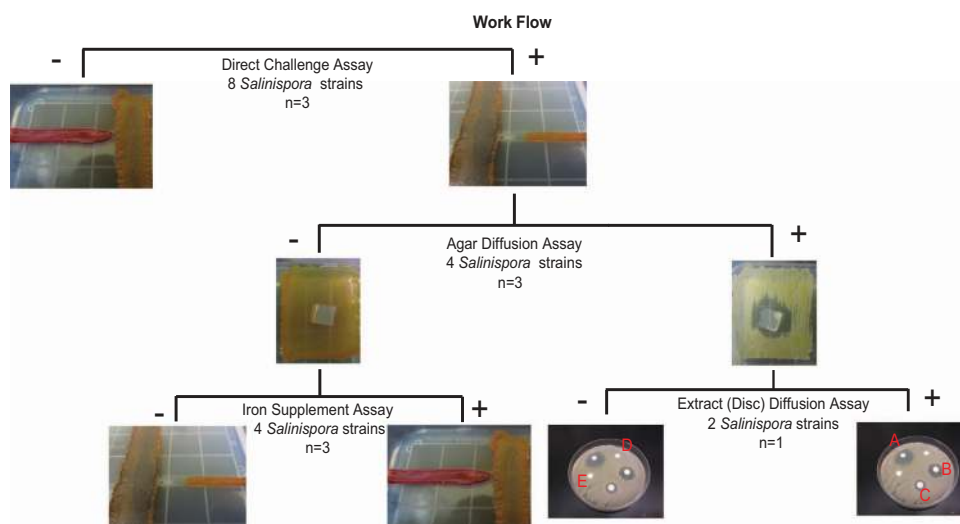 Work Flow
- +
Direct Challenge Assay
8 Salinispora strains
n=3
- +
Agar Diffusion Assay
4 Salinispora strains
n=3
- +
Iron Supplement Assay
4 Salinispora strains
n=3
- +
Extract (Disc) Diffusion Assay
2 Salinispora strains
n=1
D
E
A
B
C